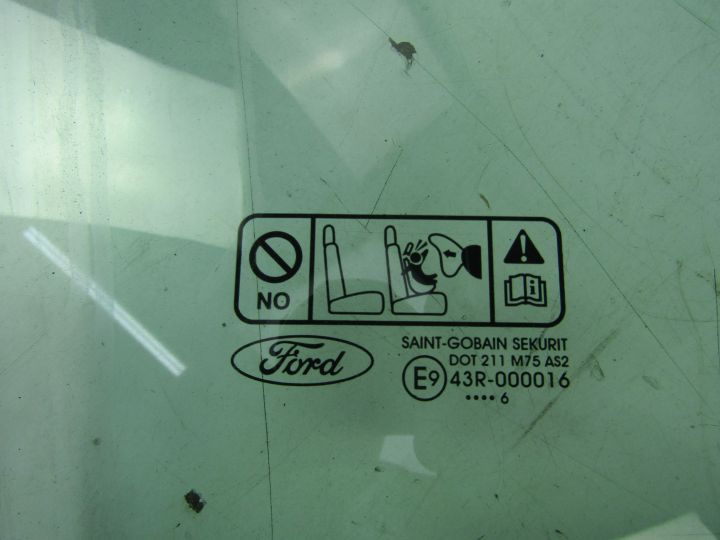 NO
Ford
SAINT-GOBAIN SEKURIT
DOT 211 M75 AS2
E9 43R-000016
•••• 6